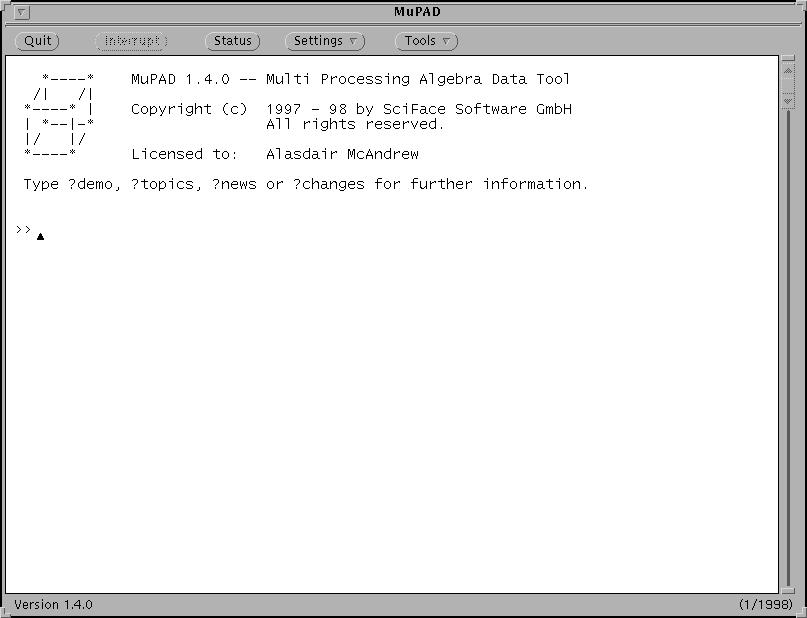 MuPAD
Quit Interrupt Status Settings Tools
*----* MuPAD 1.4.0 -- Multi Processing Algebra Data Tool
/| /|
*----* | Copyright (c) 1997 - 98 by SciFace Software GmbH
| *--|-* All rights reserved.
|/ |/
*----* Licensed to: Alasdair McAndrew
Type ?demo, ?topics, ?news or ?changes for further information.
>>
Version 1.4.0 (1/1998)